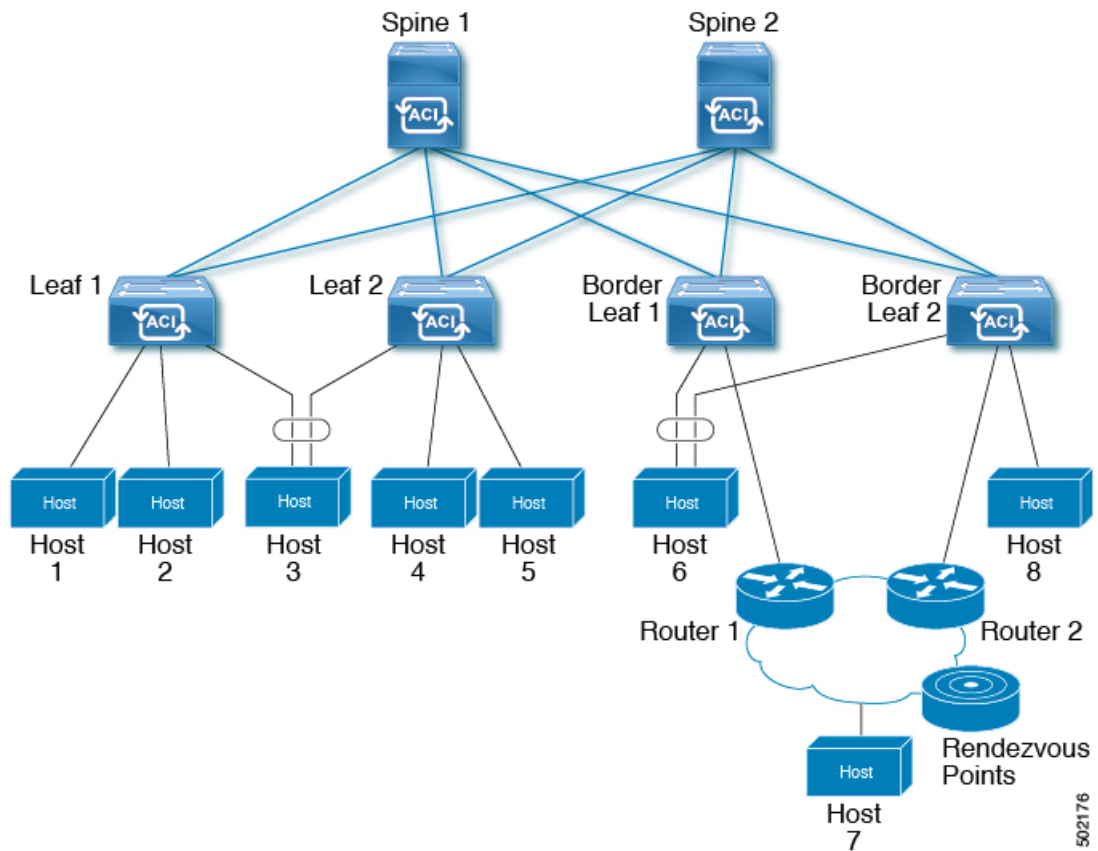 Spine 1
Spine 2
ACI
ACI
Leaf 1
Leaf 2
Border
Leaf 1
Border
Leaf 2
ACI
ACI
ACI
ACI
Host
Host
Host
Host
Host
Host
Host
Host
1
Host
2
Host
3
Host
4
Host
5
Host
6
Host
8
Router 1
Router 2
Host
Rendezvous
Points
Host
7
502176